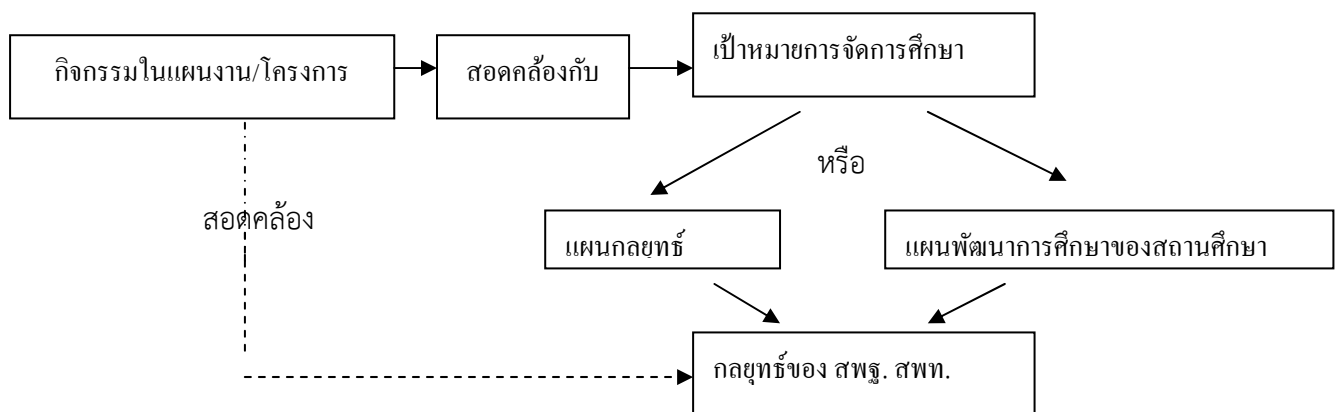 กิจกรรมในแผนงาน/โครงการ
สอดคล้องกับ
เป้าหมายการจัดการศึกษา
หรือ
สอดคล้อง
แผนกลยุทธ์
แผนพัฒนาการศึกษาของสถานศึกษา
กลยุทธ์ของ สพฐ. สพท.